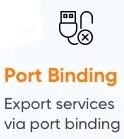 Port Binding
Export services
via port binding